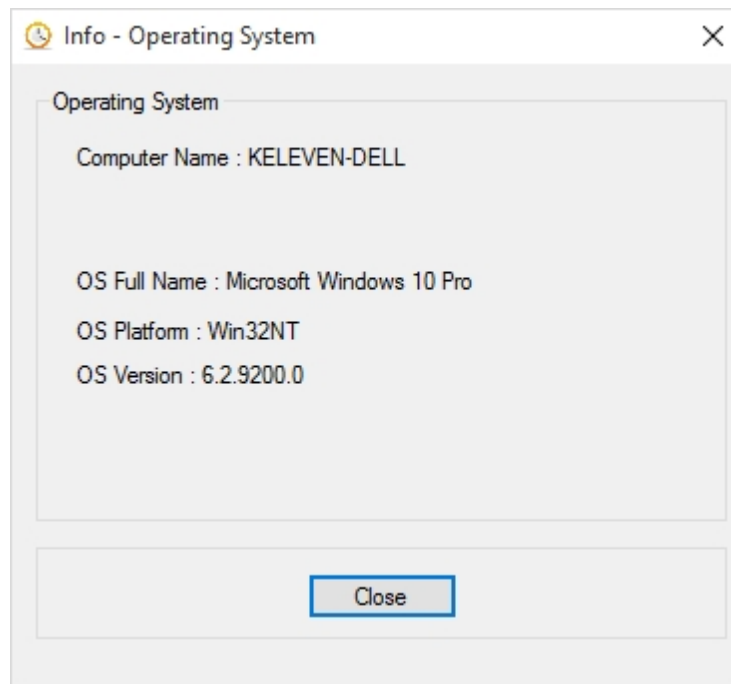 Info - Operating System
Operating System
Computer Name : KELEVEN-DELL
OS Full Name : Microsoft Windows 10 Pro
OS Platform : Win32NT
OS Version : 6.2.9200.0
Close